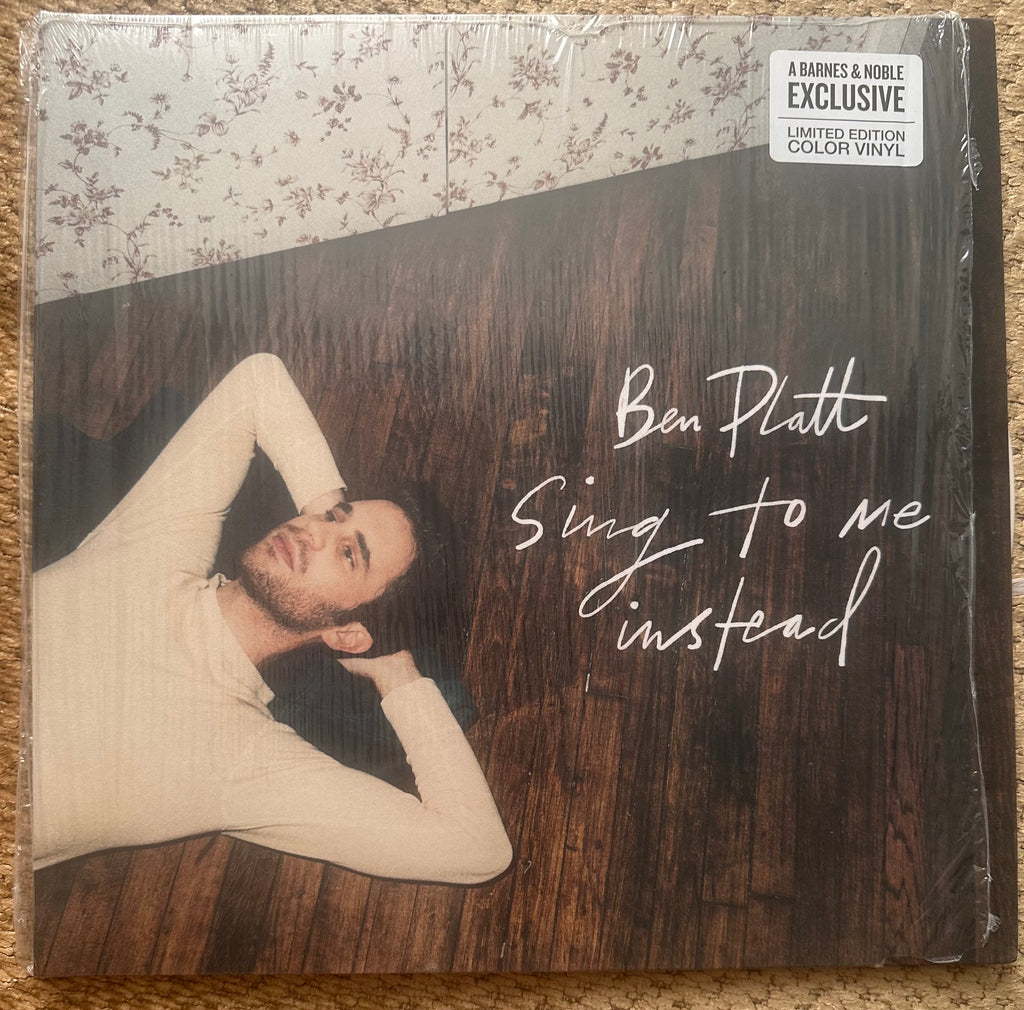 A BARNES & NOBLE
EXCLUSIVE
LIMITED EDITION
COLOR VINYL
Ben Platt
Sing to me
instead